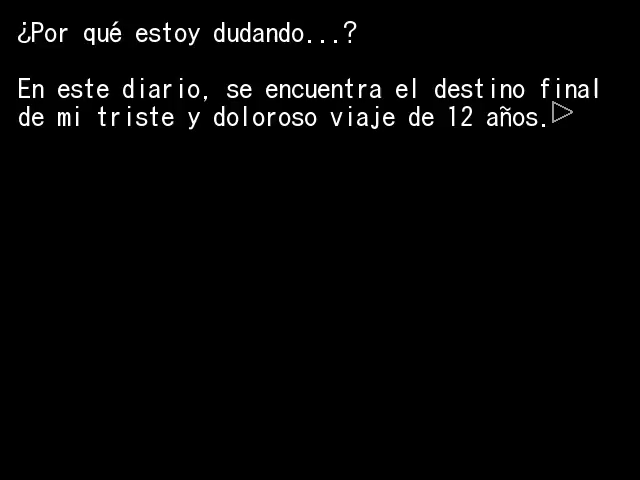 ¿Por qué estoy dudando...?
En este diario, se encuentra el destino final
de mi triste y doloroso viaje de 12 años.